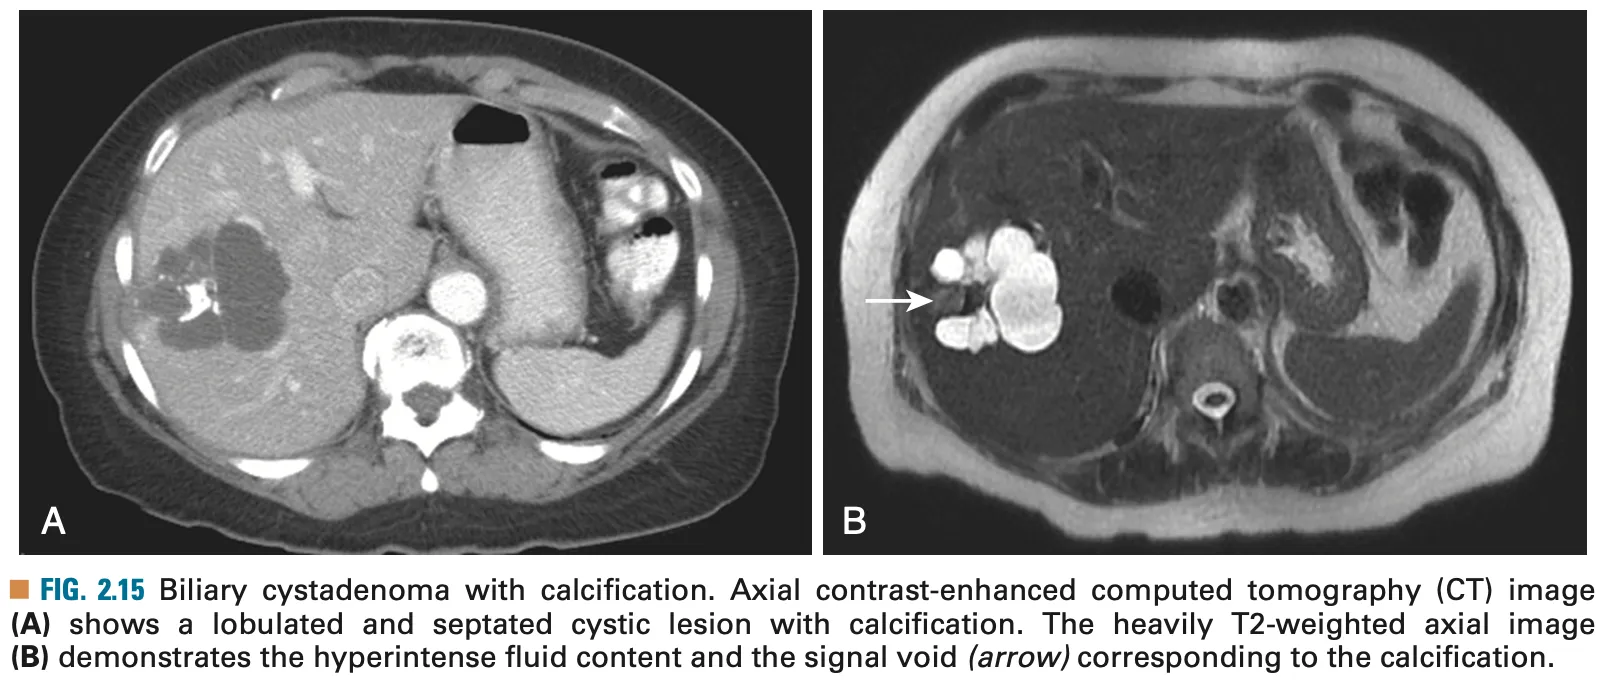 A
B
FIG. 2.15 Biliary cystadenoma with calcification. Axial contrast-enhanced computed tomography (CT) image
(A) shows a lobulated and septated cystic lesion with calcification. The heavily T2-weighted axial image
(B) demonstrates the hyperintense fluid content and the signal void (arrow) corresponding to the calcification.